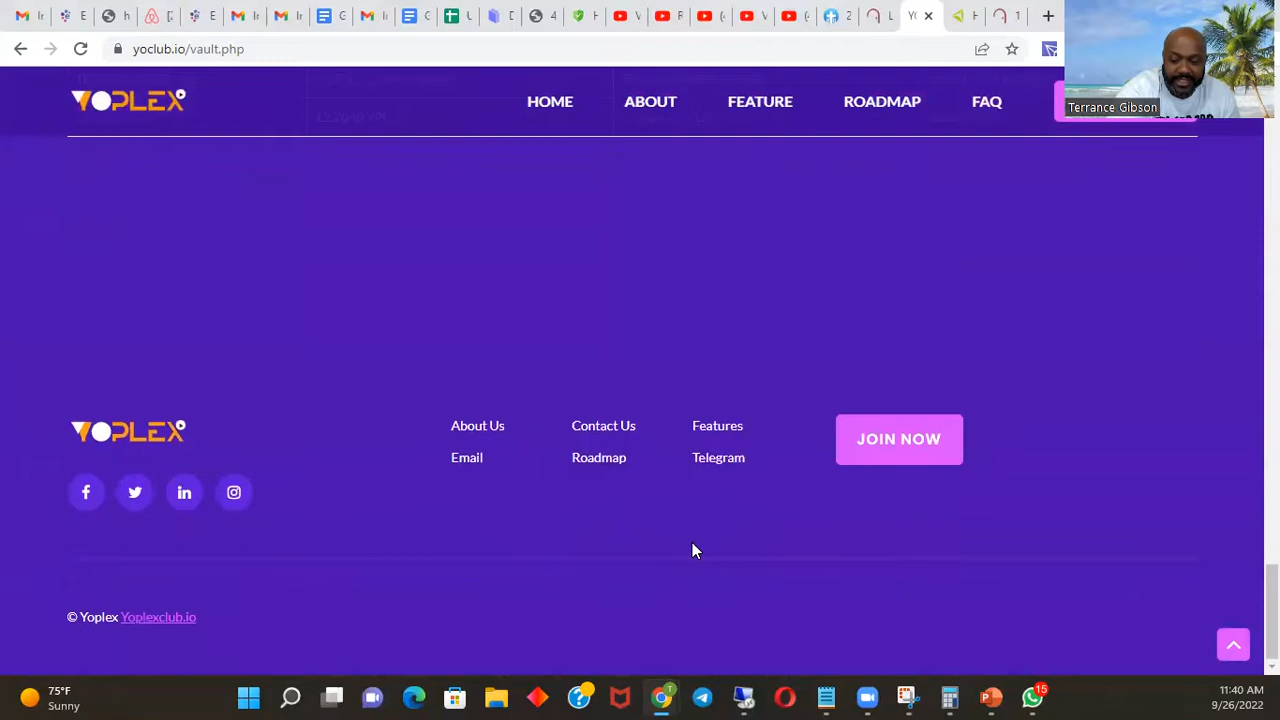 yoclub.io/vault.php
Terrance Gibson
YOPLEX HOME ABOUT FEATURE ROADMAP FAQ
YOPLEX
About Us Contact Us Features
JOIN NOW
Email Roadmap Telegram
© Yoplex Yoplexclub.io
75°F
Sunny
15
11:40 AM
9/26/2022